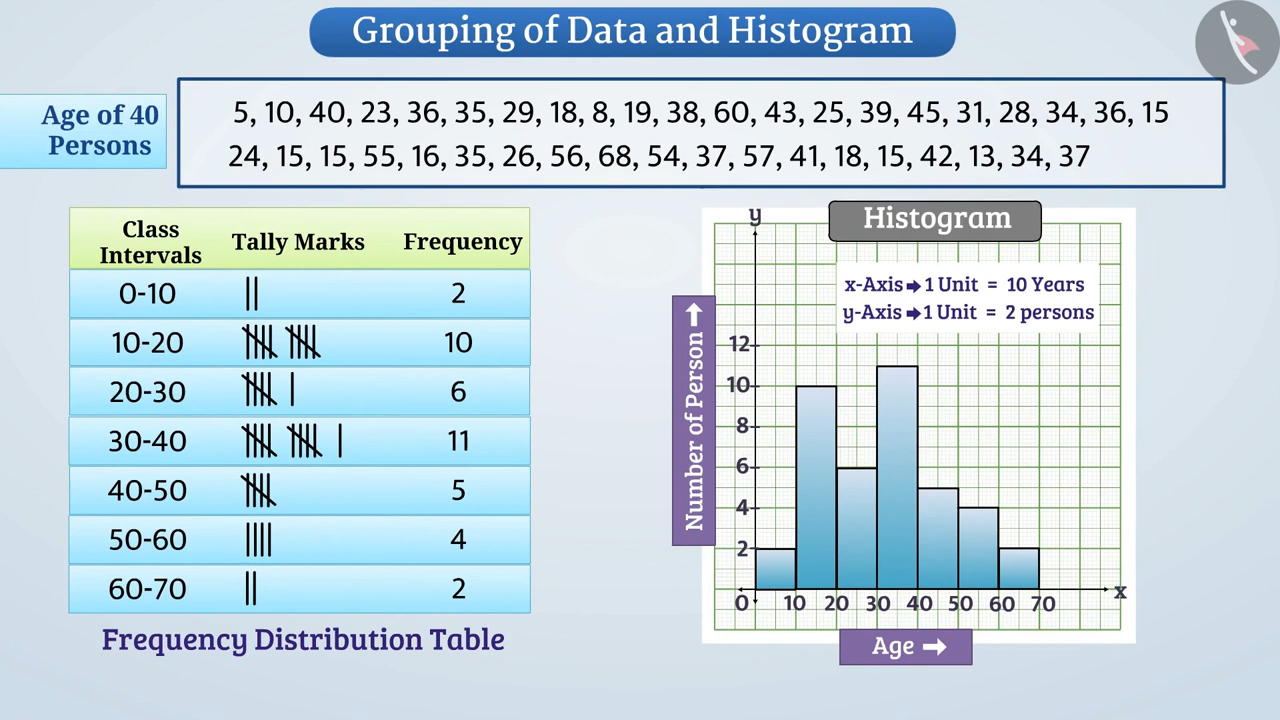 Grouping of Data and Histogram
Age of 40
Persons
5, 10, 40, 23, 36, 35, 29, 18, 8, 19, 38, 60, 43, 25, 39, 45, 31, 28, 34, 36, 15
24, 15, 15, 55, 16, 35, 26, 56, 68, 54, 37, 57, 41, 18, 15, 42, 13, 34, 37
Class
Intervals
Tally Marks
Frequency
0-10 2
10-20 10
20-30 6
30-40 11
40-50 5
50-60 4
60-70 2
Frequency Distribution Table
Histogram
y
x-Axis → 1 Unit = 10 Years
y-Axis → 1 Unit = 2 persons
Number of Person →
12
10
8
6
4
2
0 10 20 30 40 50 60 70 x
Age →